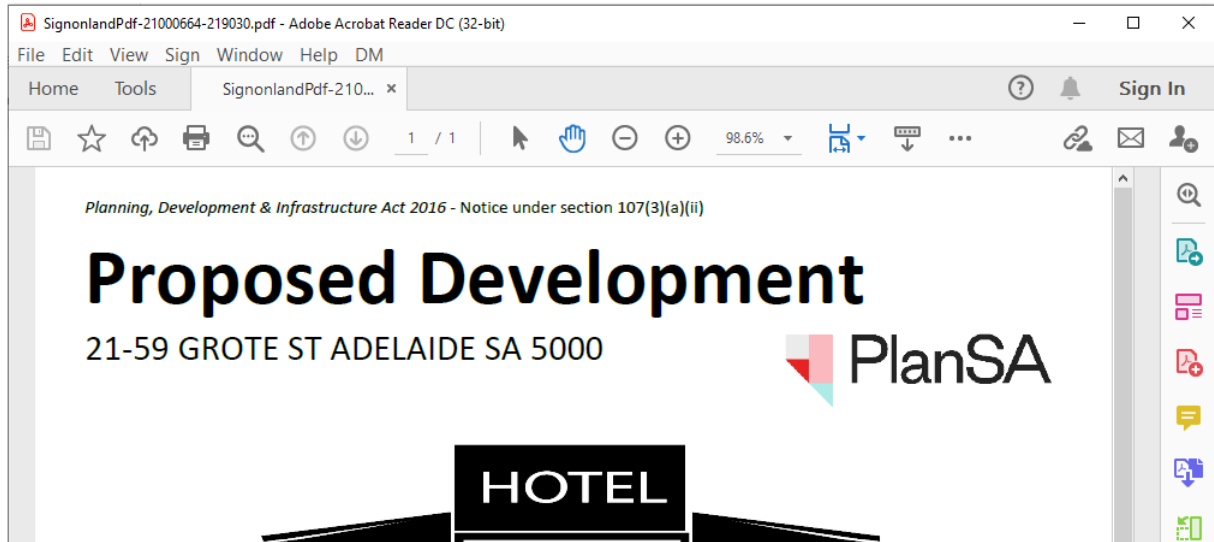 SignonlandPdf-21000664-219030.pdf - Adobe Acrobat Reader DC (32-bit)
File Edit View Sign Window Help DM
Home Tools SignonlandPdf-210... × Sign In
1 / 1 98.6%
Planning, Development & Infrastructure Act 2016 - Notice under section 107(3)(a)(ii)
Proposed Development
21-59 GROTE ST ADELAIDE SA 5000
PlanSA
HOTEL